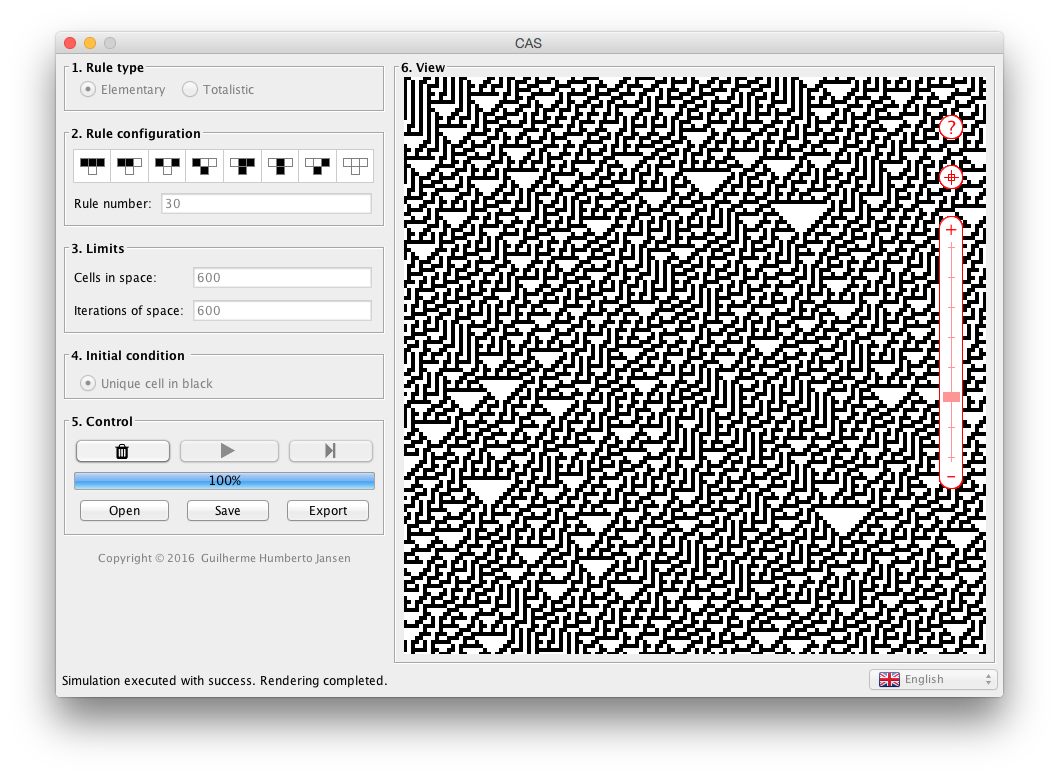 CAS
1. Rule type
Elementary
Totalistic
2. Rule configuration
Rule number: 30
3. Limits
Cells in space: 600
Iterations of space: 600
4. Initial condition
Unique cell in black
5. Control
100%
Open
Save
Export
Copyright © 2016 Guilherme Humberto Jansen
6. View
?
+
−
Simulation executed with success. Rendering completed.
English